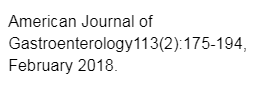 American Journal of
Gastroenterology113(2):175-194,
February 2018.